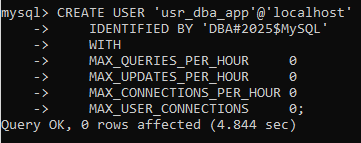 mysql> CREATE USER 'usr_dba_app'@'localhost'
    ->     IDENTIFIED BY 'DBA#2025$MySQL'
    ->     WITH
    ->     MAX_QUERIES_PER_HOUR     0
    ->     MAX_UPDATES_PER_HOUR     0
    ->     MAX_CONNECTIONS_PER_HOUR 0
    ->     MAX_USER_CONNECTIONS     0;
Query OK, 0 rows affected (4.844 sec)